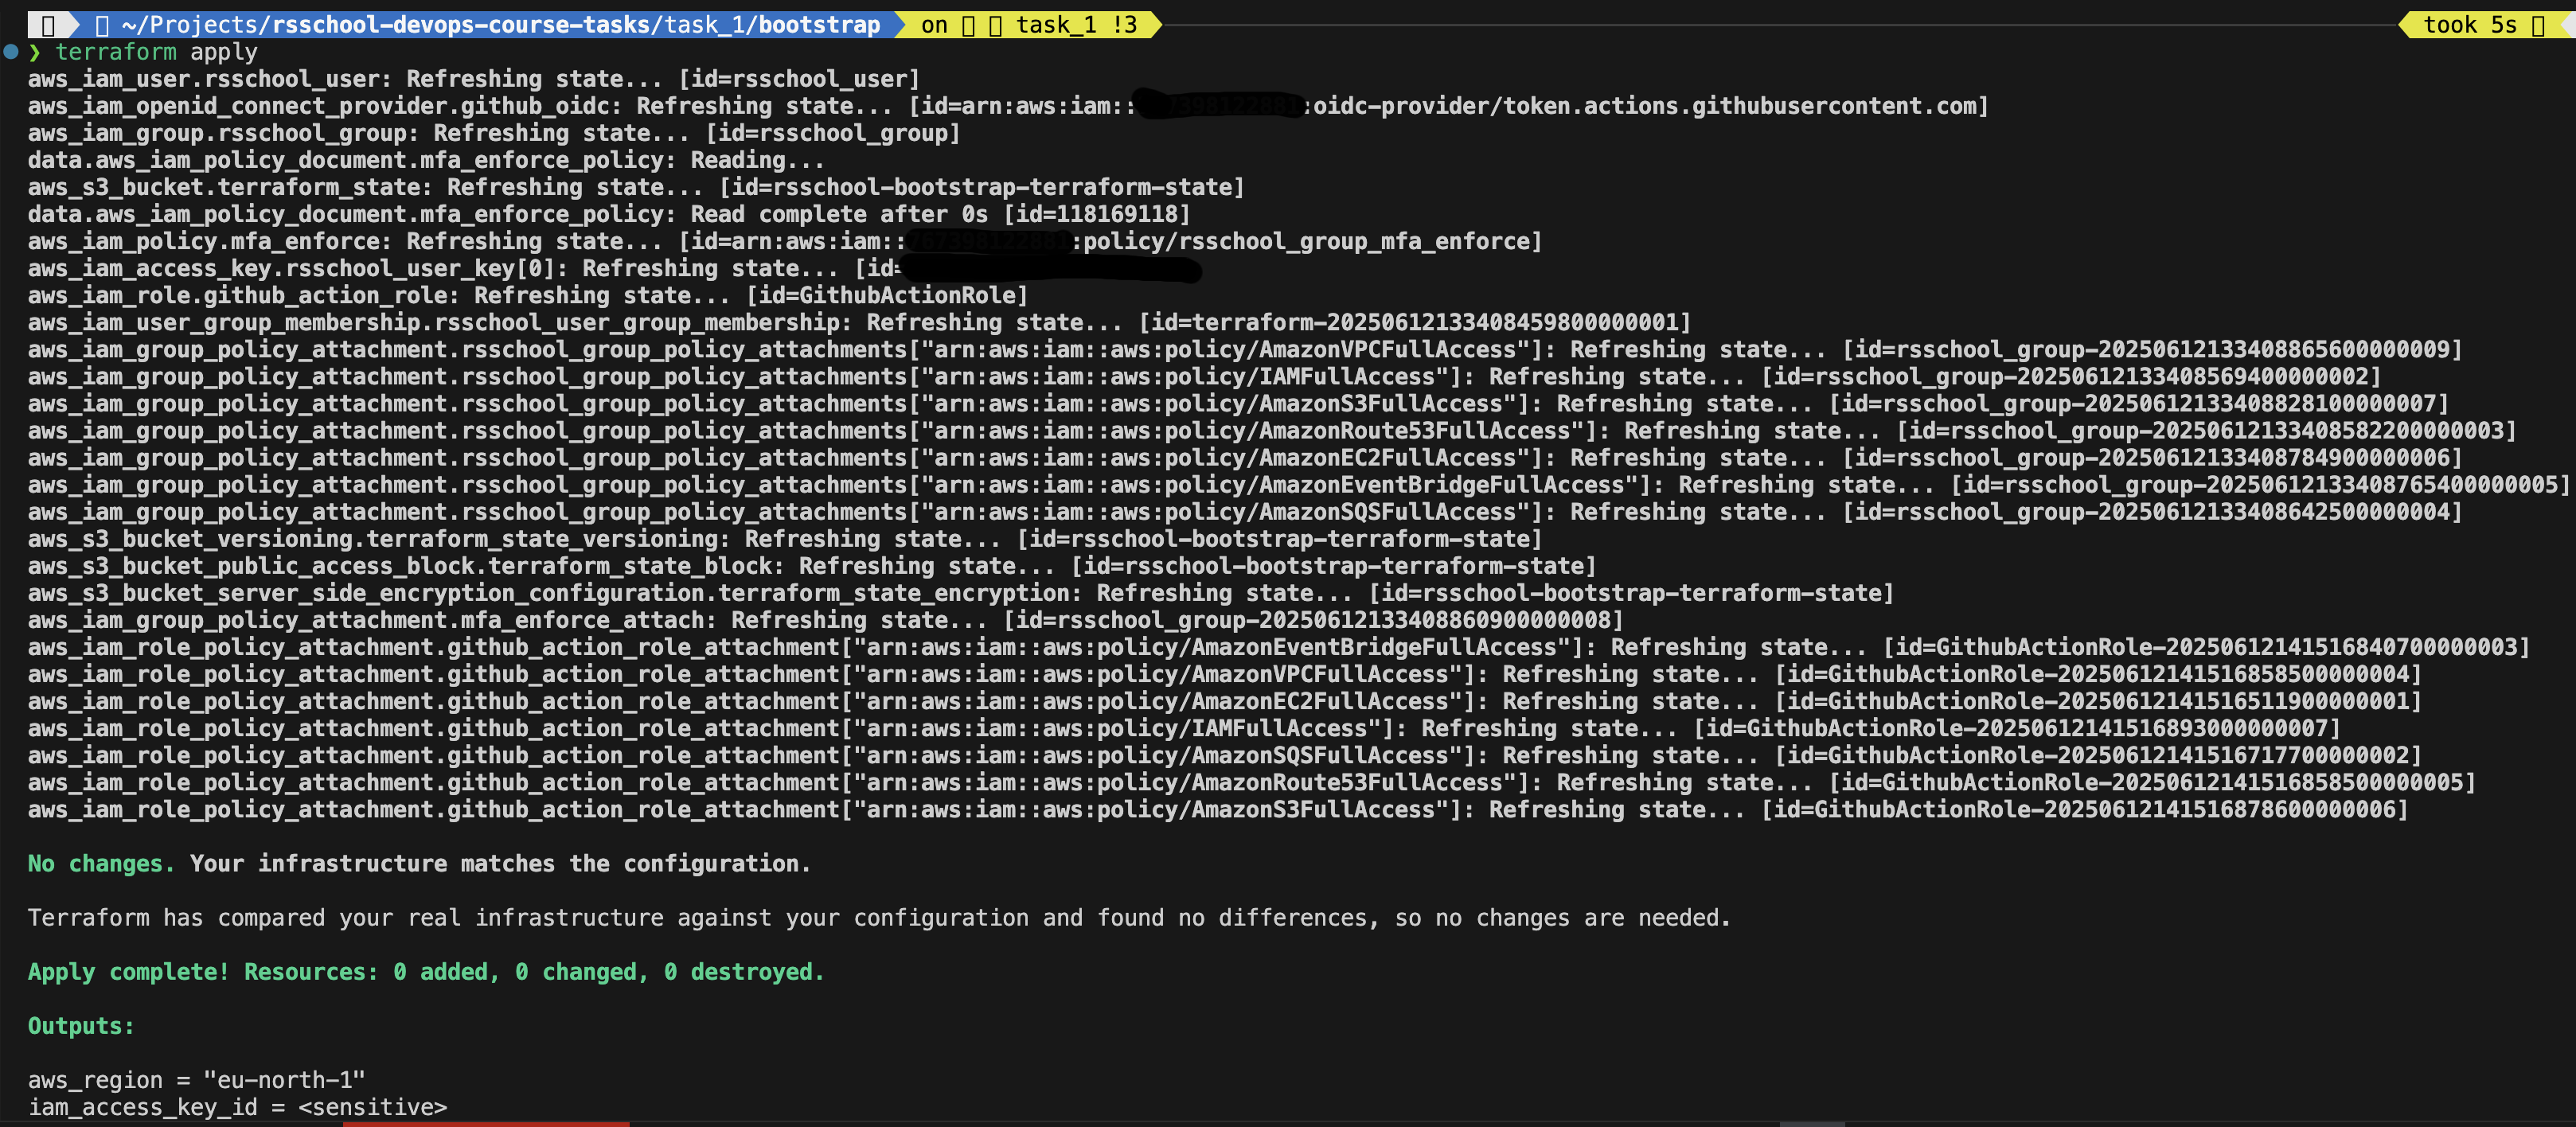 ~/Projects/rsschool-devops-course-tasks/task_1/bootstrap on task_1 !3 took 5s
❯ terraform apply
aws_iam_user.rsschool_user: Refreshing state... [id=rsschool_user]
aws_iam_openid_connect_provider.github_oidc: Refreshing state... [id=arn:aws:iam:: :oidc-provider/token.actions.githubusercontent.com]
aws_iam_group.rsschool_group: Refreshing state... [id=rsschool_group]
data.aws_iam_policy_document.mfa_enforce_policy: Reading...
aws_s3_bucket.terraform_state: Refreshing state... [id=rsschool-bootstrap-terraform-state]
data.aws_iam_policy_document.mfa_enforce_policy: Read complete after 0s [id=118169118]
aws_iam_policy.mfa_enforce: Refreshing state... [id=arn:aws:iam:: :policy/rsschool_group_mfa_enforce]
aws_iam_access_key.rsschool_user_key[0]: Refreshing state... [id=
aws_iam_role.github_action_role: Refreshing state... [id=GithubActionRole]
aws_iam_user_group_membership.rsschool_user_group_membership: Refreshing state... [id=terraform-20250612133408459800000001]
aws_iam_group_policy_attachment.rsschool_group_policy_attachments["arn:aws:iam::aws:policy/AmazonVPCFullAccess"]: Refreshing state... [id=rsschool_group-20250612133408865600000009]
aws_iam_group_policy_attachment.rsschool_group_policy_attachments["arn:aws:iam::aws:policy/IAMFullAccess"]: Refreshing state... [id=rsschool_group-20250612133408569400000002]
aws_iam_group_policy_attachment.rsschool_group_policy_attachments["arn:aws:iam::aws:policy/AmazonS3FullAccess"]: Refreshing state... [id=rsschool_group-20250612133408828100000007]
aws_iam_group_policy_attachment.rsschool_group_policy_attachments["arn:aws:iam::aws:policy/AmazonRoute53FullAccess"]: Refreshing state... [id=rsschool_group-20250612133408582200000003]
aws_iam_group_policy_attachment.rsschool_group_policy_attachments["arn:aws:iam::aws:policy/AmazonEC2FullAccess"]: Refreshing state... [id=rsschool_group-20250612133408784900000006]
aws_iam_group_policy_attachment.rsschool_group_policy_attachments["arn:aws:iam::aws:policy/AmazonEventBridgeFullAccess"]: Refreshing state... [id=rsschool_group-20250612133408765400000005]
aws_iam_group_policy_attachment.rsschool_group_policy_attachments["arn:aws:iam::aws:policy/AmazonSQSFullAccess"]: Refreshing state... [id=rsschool_group-20250612133408642500000004]
aws_s3_bucket_versioning.terraform_state_versioning: Refreshing state... [id=rsschool-bootstrap-terraform-state]
aws_s3_bucket_public_access_block.terraform_state_block: Refreshing state... [id=rsschool-bootstrap-terraform-state]
aws_s3_bucket_server_side_encryption_configuration.terraform_state_encryption: Refreshing state... [id=rsschool-bootstrap-terraform-state]
aws_iam_group_policy_attachment.mfa_enforce_attach: Refreshing state... [id=rsschool_group-20250612133408860900000008]
aws_iam_role_policy_attachment.github_action_role_attachment["arn:aws:iam::aws:policy/AmazonEventBridgeFullAccess"]: Refreshing state... [id=GithubActionRole-20250612141516840700000003]
aws_iam_role_policy_attachment.github_action_role_attachment["arn:aws:iam::aws:policy/AmazonVPCFullAccess"]: Refreshing state... [id=GithubActionRole-20250612141516858500000004]
aws_iam_role_policy_attachment.github_action_role_attachment["arn:aws:iam::aws:policy/AmazonEC2FullAccess"]: Refreshing state... [id=GithubActionRole-20250612141516511900000001]
aws_iam_role_policy_attachment.github_action_role_attachment["arn:aws:iam::aws:policy/IAMFullAccess"]: Refreshing state... [id=GithubActionRole-20250612141516893000000007]
aws_iam_role_policy_attachment.github_action_role_attachment["arn:aws:iam::aws:policy/AmazonSQSFullAccess"]: Refreshing state... [id=GithubActionRole-20250612141516717700000002]
aws_iam_role_policy_attachment.github_action_role_attachment["arn:aws:iam::aws:policy/AmazonRoute53FullAccess"]: Refreshing state... [id=GithubActionRole-20250612141516858500000005]
aws_iam_role_policy_attachment.github_action_role_attachment["arn:aws:iam::aws:policy/AmazonS3FullAccess"]: Refreshing state... [id=GithubActionRole-20250612141516878600000006]
No changes. Your infrastructure matches the configuration.
Terraform has compared your real infrastructure against your configuration and found no differences, so no changes are needed.
Apply complete! Resources: 0 added, 0 changed, 0 destroyed.
Outputs:
aws_region = "eu-north-1"
iam_access_key_id = <sensitive>